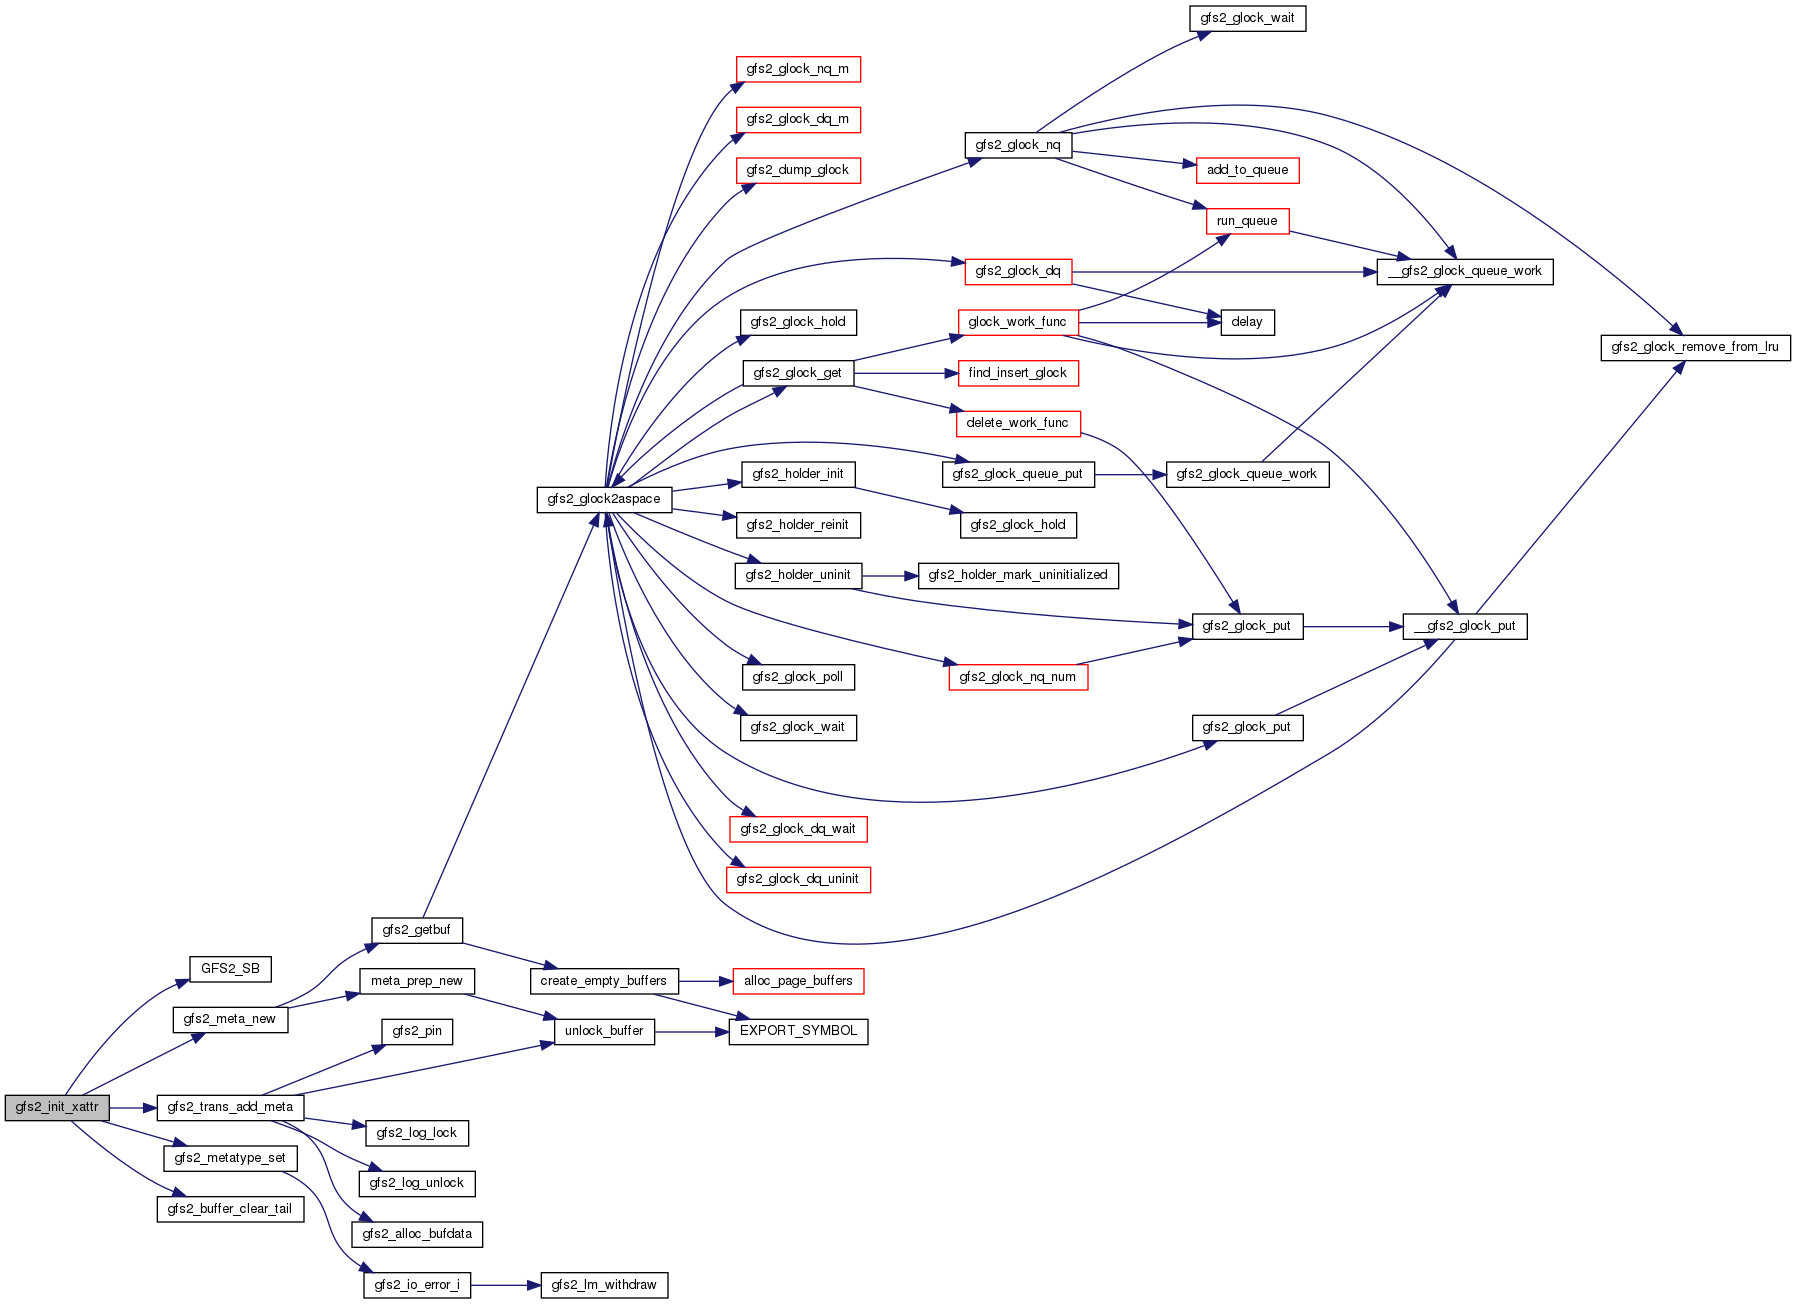 gfs2_glock_wait
gfs2_glock_nq_m
gfs2_glock_dq_m
gfs2_glock_nq
gfs2_dump_glock
add_to_queue
run_queue
gfs2_glock_dq
__gfs2_glock_queue_work
gfs2_glock_hold
glock_work_func
delay
gfs2_glock_remove_from_lru
gfs2_glock_get
find_insert_glock
delete_work_func
gfs2_holder_init
gfs2_glock_queue_put
gfs2_glock_queue_work
gfs2_glock2aspace
gfs2_holder_reinit
gfs2_glock_hold
gfs2_holder_uninit
gfs2_holder_mark_uninitialized
gfs2_glock_put
__gfs2_glock_put
gfs2_glock_poll
gfs2_glock_nq_num
gfs2_glock_wait
gfs2_glock_put
gfs2_glock_dq_wait
gfs2_glock_dq_uninit
gfs2_getbuf
GFS2_SB
meta_prep_new
create_empty_buffers
alloc_page_buffers
gfs2_meta_new
gfs2_pin
unlock_buffer
EXPORT_SYMBOL
gfs2_init_xattr
gfs2_trans_add_meta
gfs2_log_lock
gfs2_metatype_set
gfs2_log_unlock
gfs2_buffer_clear_tail
gfs2_alloc_bufdata
gfs2_io_error_i
gfs2_lm_withdraw